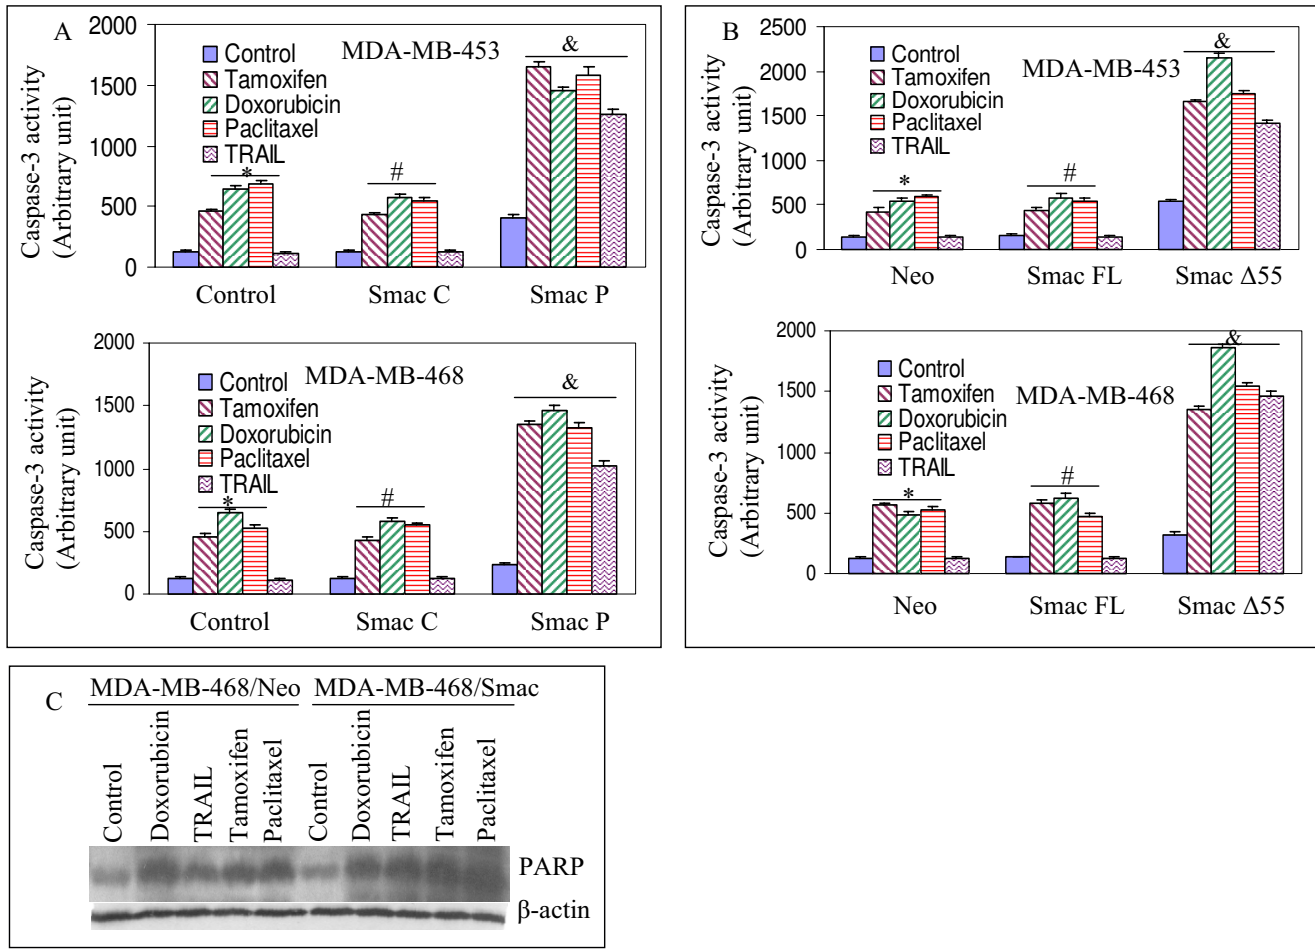 A
MDA-MB-453
Caspase-3 activity
(Arbitrary unit)
2000
1500
1000
500
0
Control
Tamoxifen
Doxorubicin
Paclitaxel
TRAIL
*
#
&
Control Smac C Smac P
MDA-MB-468
Caspase-3 activity
(Arbitrary unit)
2000
1500
1000
500
0
Control
Tamoxifen
Doxorubicin
Paclitaxel
TRAIL
*
#
&
Control Smac C Smac P
B
MDA-MB-453
Caspase-3 activity
(Arbitrary unit)
2500
2000
1500
1000
500
0
Control
Tamoxifen
Doxorubicin
Paclitaxel
TRAIL
*
#
&
Neo Smac FL Smac Δ55
MDA-MB-468
Caspase-3 activity
(Arbitrary unit)
2000
1500
1000
500
0
Control
Tamoxifen
Doxorubicin
Paclitaxel
TRAIL
*
#
&
Neo Smac FL Smac Δ55
C
MDA-MB-468/Neo MDA-MB-468/Smac
Control
Doxorubicin
TRAIL
Tamoxifen
Paclitaxel
Control
Doxorubicin
TRAIL
Tamoxifen
Paclitaxel
PARP
β-actin